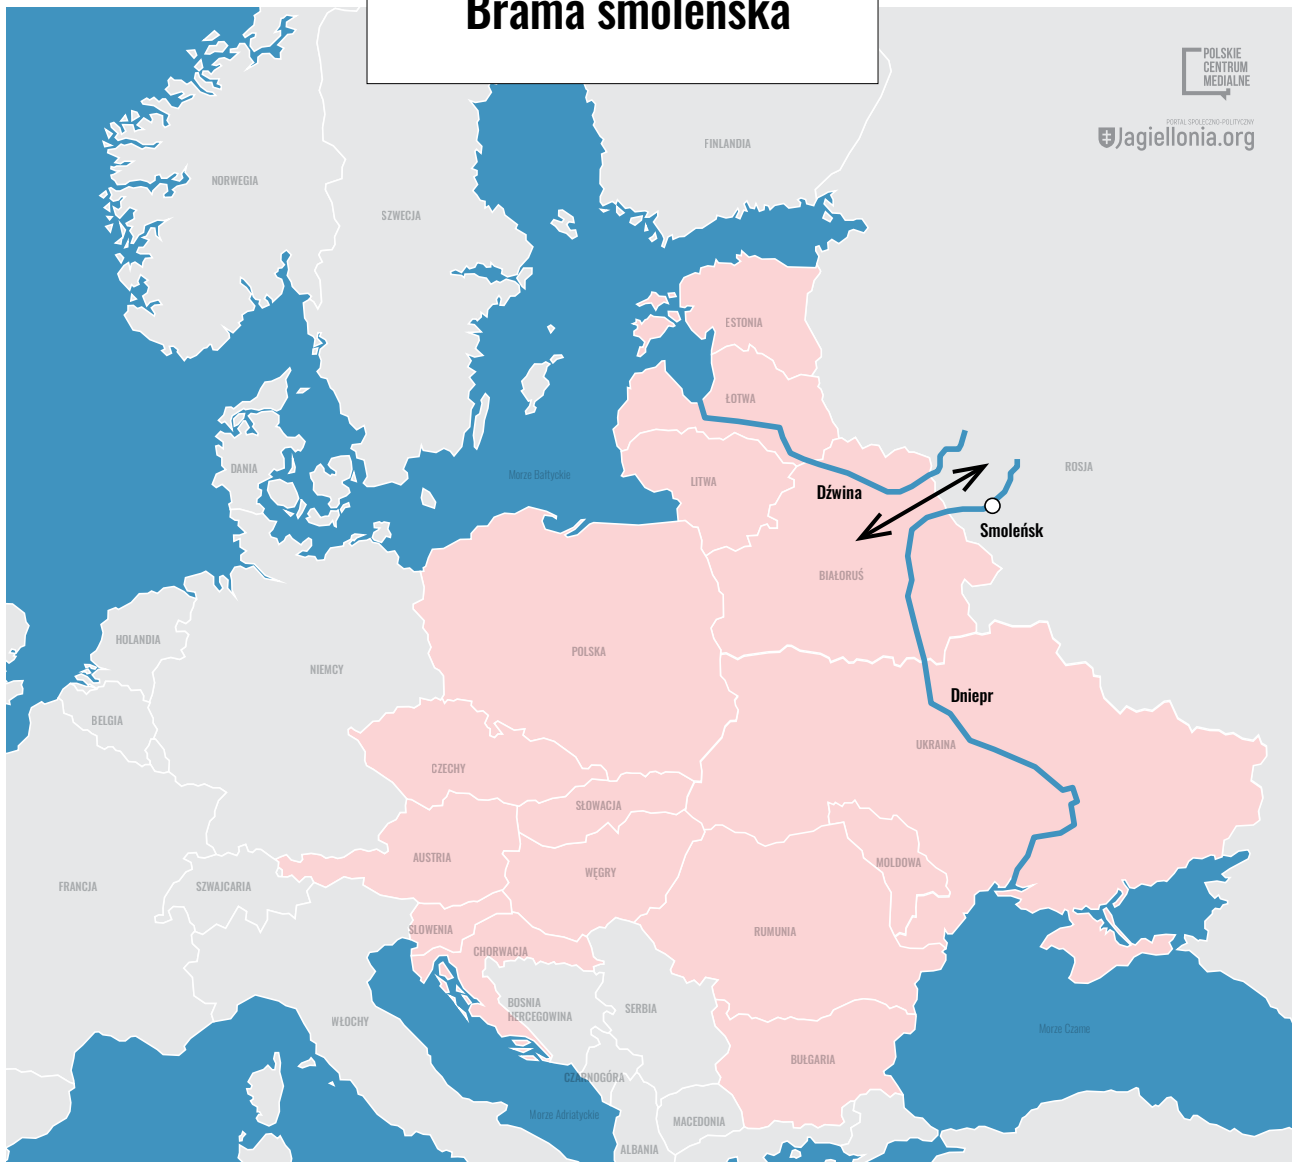 Brama smoleńska
POLSKIE
CENTRUM
MEDIALNE
PORTAL SPOŁECZNO-POLITYCZNY
Jagiellonia.org
FINLANDIA
NORWEGIA
SZWECJA
ESTONIA
ŁOTWA
DANIA
Morze Bałtyckie
LITWA
ROSJA
Dźwina
Smoleńsk
BIAŁORUŚ
HOLANDIA
POLSKA
NIEMCY
Dniepr
BELGIA
UKRAINA
CZECHY
SŁOWACJA
AUSTRIA
MOŁDOWA
WĘGRY
FRANCJA
SZWAJCARIA
SŁOWENIA
RUMUNIA
CHORWACJA
BOSNIA
HERCEGOWINA
SERBIA
WŁOCHY
Morze Czarne
BUŁGARIA
CZARNOGÓRA
Morze Adriatyckie
MACEDONIA
ALBANIA